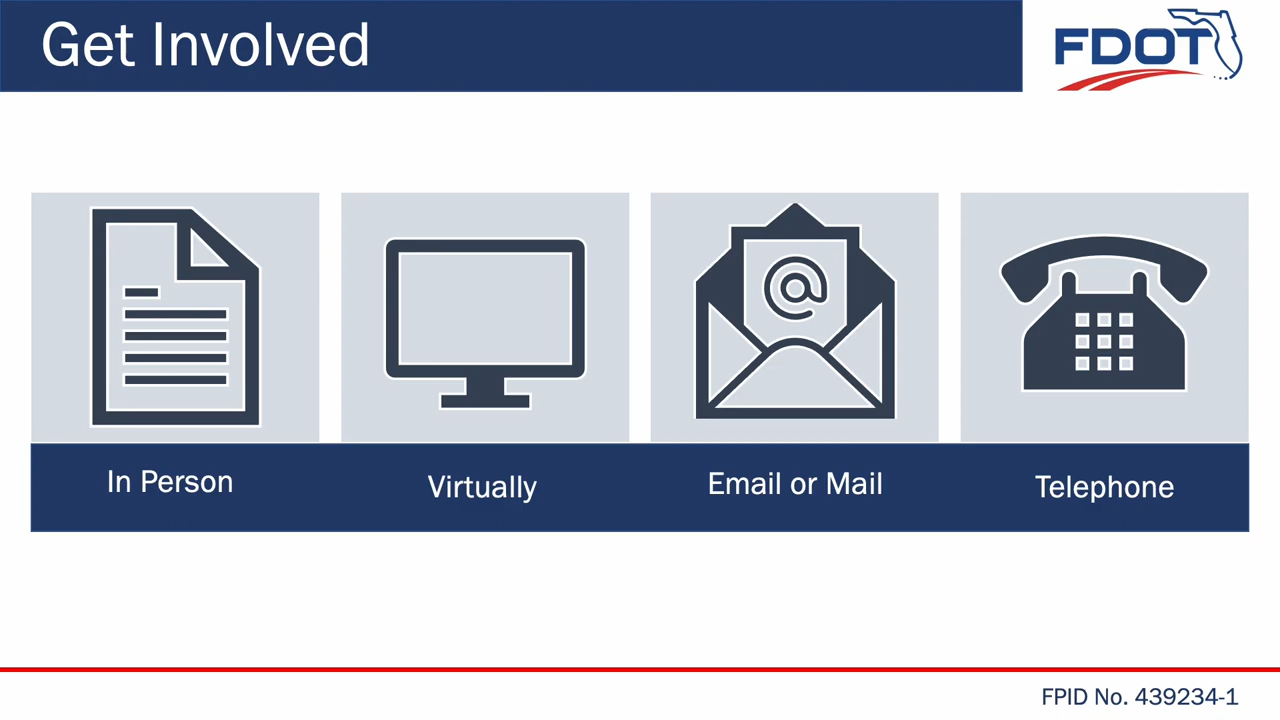 Get Involved
FDOT
@
In Person
Virtually
Email or Mail
Telephone
FPID No. 439234-1